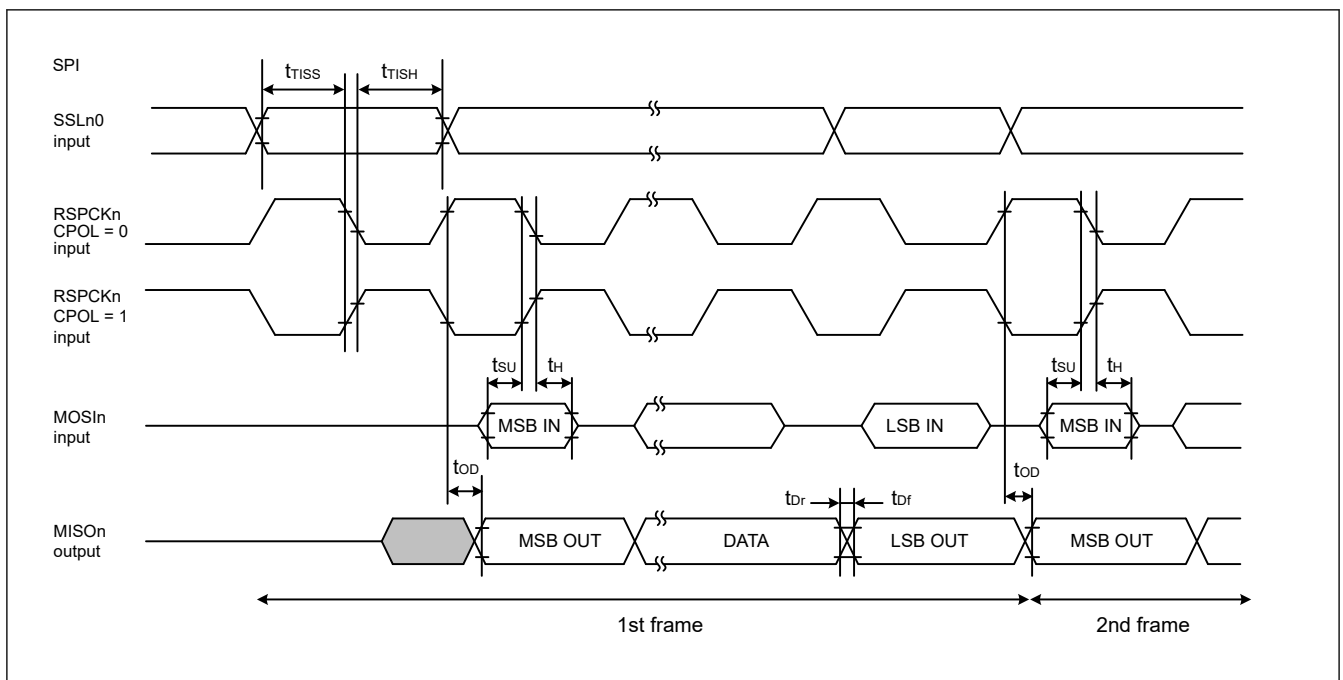 SPI
tTISS
tTISH
SSLn0
input
RSPCKn
CPOL = 0
input
RSPCKn
CPOL = 1
input
tSU
tH
tSU
tH
MOSIn
input
MSB IN
LSB IN
MSB IN
tOD
tOD
tDr
tDf
MISOn
output
MSB OUT
DATA
LSB OUT
MSB OUT
1st frame
2nd frame